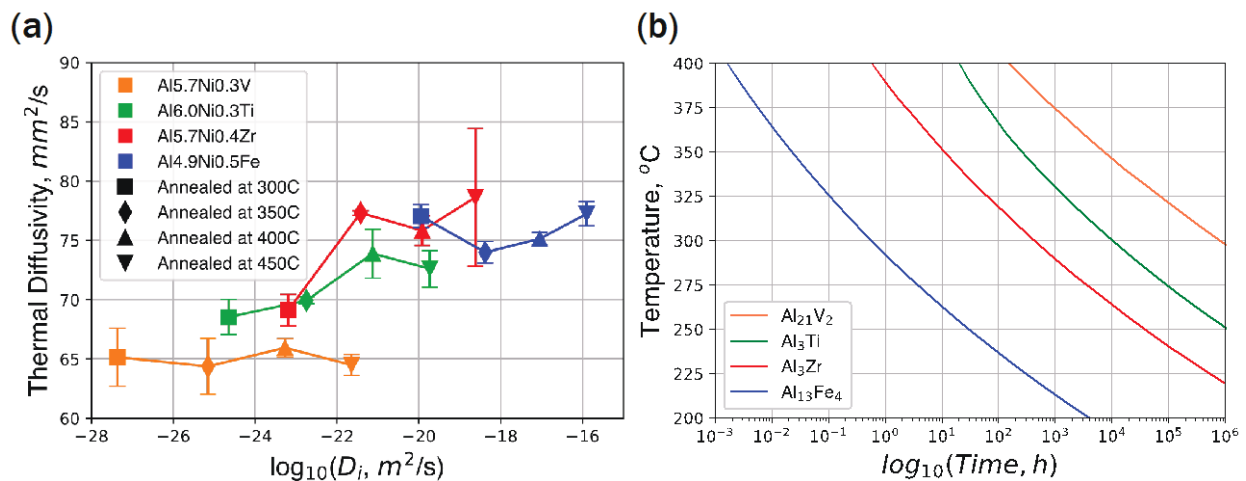 (a)
90
85
80
75
70
65
60
Thermal Diffusivity, mm²/s
Al5.7Ni0.3V
Al6.0Ni0.3Ti
Al5.7Ni0.4Zr
Al4.9Ni0.5Fe
Annealed at 300C
Annealed at 350C
Annealed at 400C
Annealed at 450C
−28 −26 −24 −22 −20 −18 −16
log₁₀(Dᵢ, m²/s)
(b)
400
375
350
325
300
275
250
225
200
Temperature, °C
Al₂₁V₂
Al₃Ti
Al₃Zr
Al₁₃Fe₄
10⁻³ 10⁻² 10⁻¹ 10⁰ 10¹ 10² 10³ 10⁴ 10⁵ 10⁶
log₁₀(Time, h)